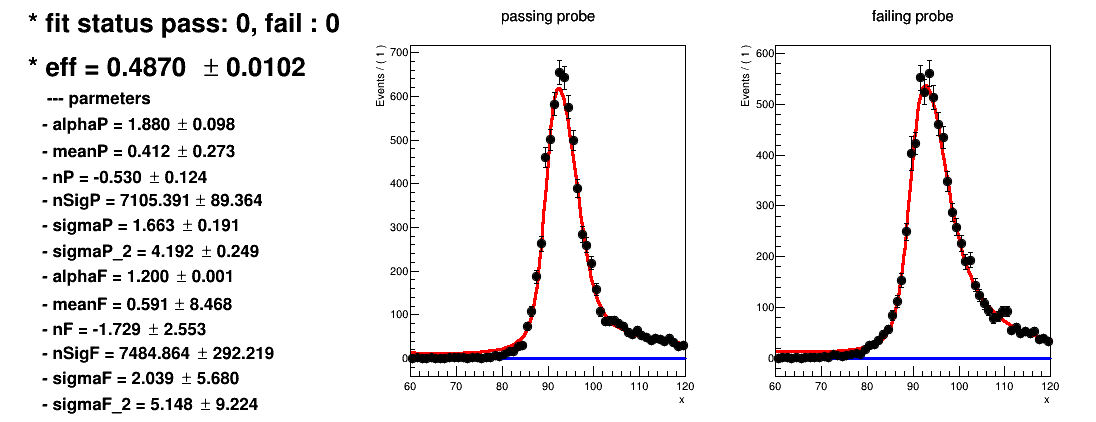 * fit status pass: 0, fail : 0
* eff = 0.4870 ± 0.0102
--- parmeters
- alphaP = 1.880 ± 0.098
- meanP = 0.412 ± 0.273
- nP = -0.530 ± 0.124
- nSigP = 7105.391 ± 89.364
- sigmaP = 1.663 ± 0.191
- sigmaP_2 = 4.192 ± 0.249
- alphaF = 1.200 ± 0.001
- meanF = 0.591 ± 8.468
- nF = -1.729 ± 2.553
- nSigF = 7484.864 ± 292.219
- sigmaF = 2.039 ± 5.680
- sigmaF_2 = 5.148 ± 9.224
passing probe
Events / ( 1 )
700
600
500
400
300
200
100
0
60 70 80 90 100 110 120
x
failing probe
Events / ( 1 )
600
500
400
300
200
100
0
60 70 80 90 100 110 120
x